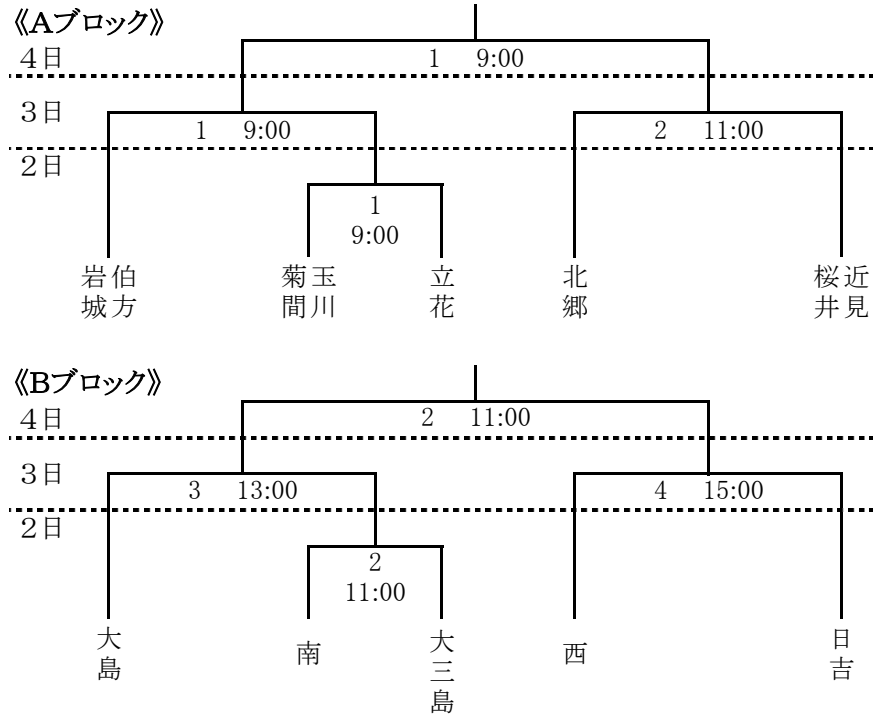 《Aブロック》
4日
1 9:00
3日
1 9:00
2 11:00
2日
1
9:00
岩城
伯方
菊間
玉川
立花
北郷
桜井
近見
《Bブロック》
4日
2 11:00
3日
3 13:00
4 15:00
2日
2
11:00
大島
南
大三島
西
日吉